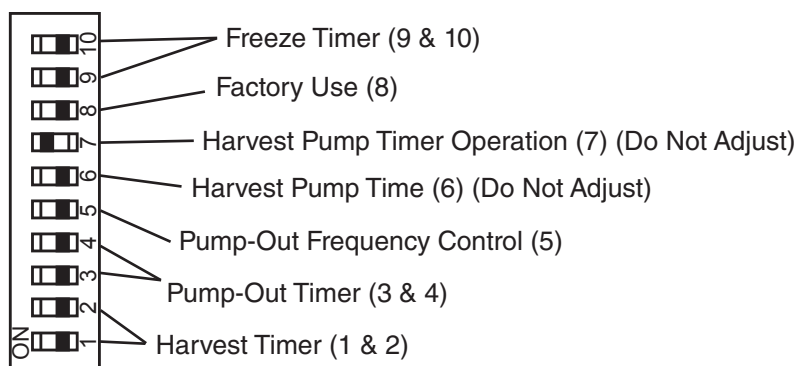 10
Freeze Timer (9 & 10)
9
Factory Use (8)
8
7
Harvest Pump Timer Operation (7) (Do Not Adjust)
6
Harvest Pump Time (6) (Do Not Adjust)
5
Pump-Out Frequency Control (5)
4
3
Pump-Out Timer (3 & 4)
2
ON
1
Harvest Timer (1 & 2)